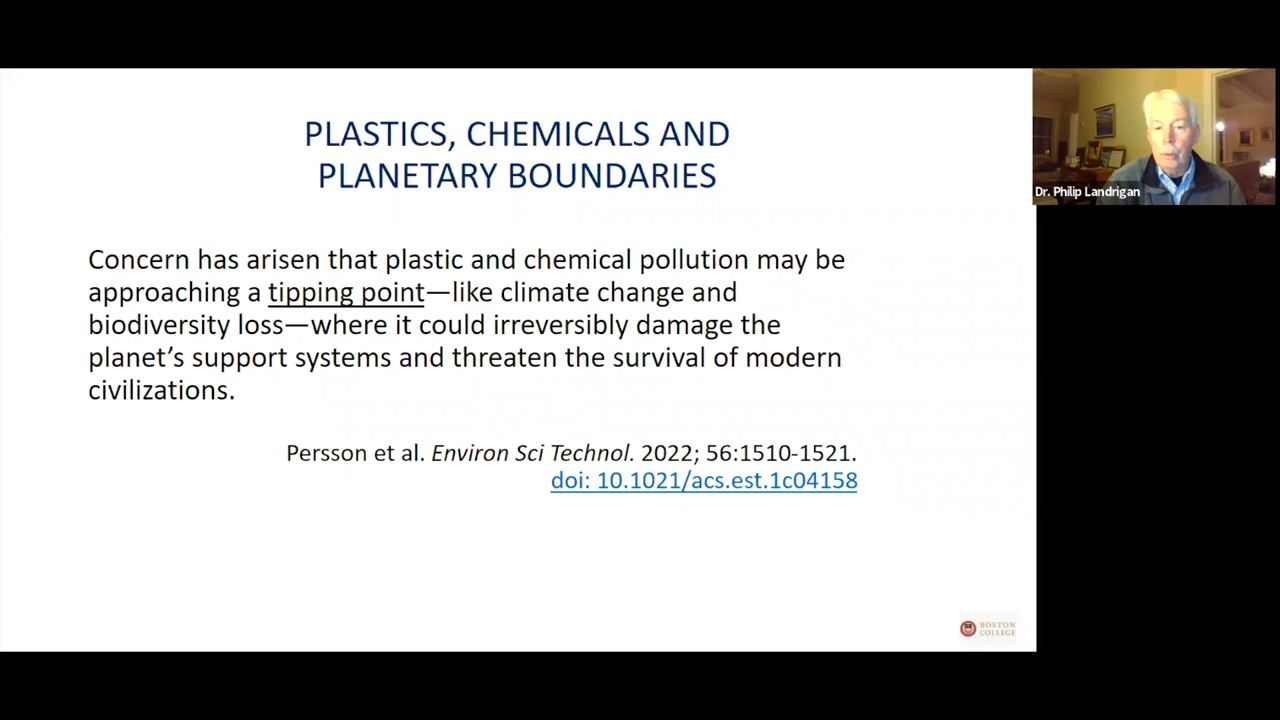 PLASTICS, CHEMICALS AND
PLANETARY BOUNDARIES
Concern has arisen that plastic and chemical pollution may be
approaching a tipping point—like climate change and
biodiversity loss—where it could irreversibly damage the
planet’s support systems and threaten the survival of modern
civilizations.
Persson et al. Environ Sci Technol. 2022; 56:1510-1521.
doi: 10.1021/acs.est.1c04158
Dr. Philip Landrigan
BOSTON
COLLEGE